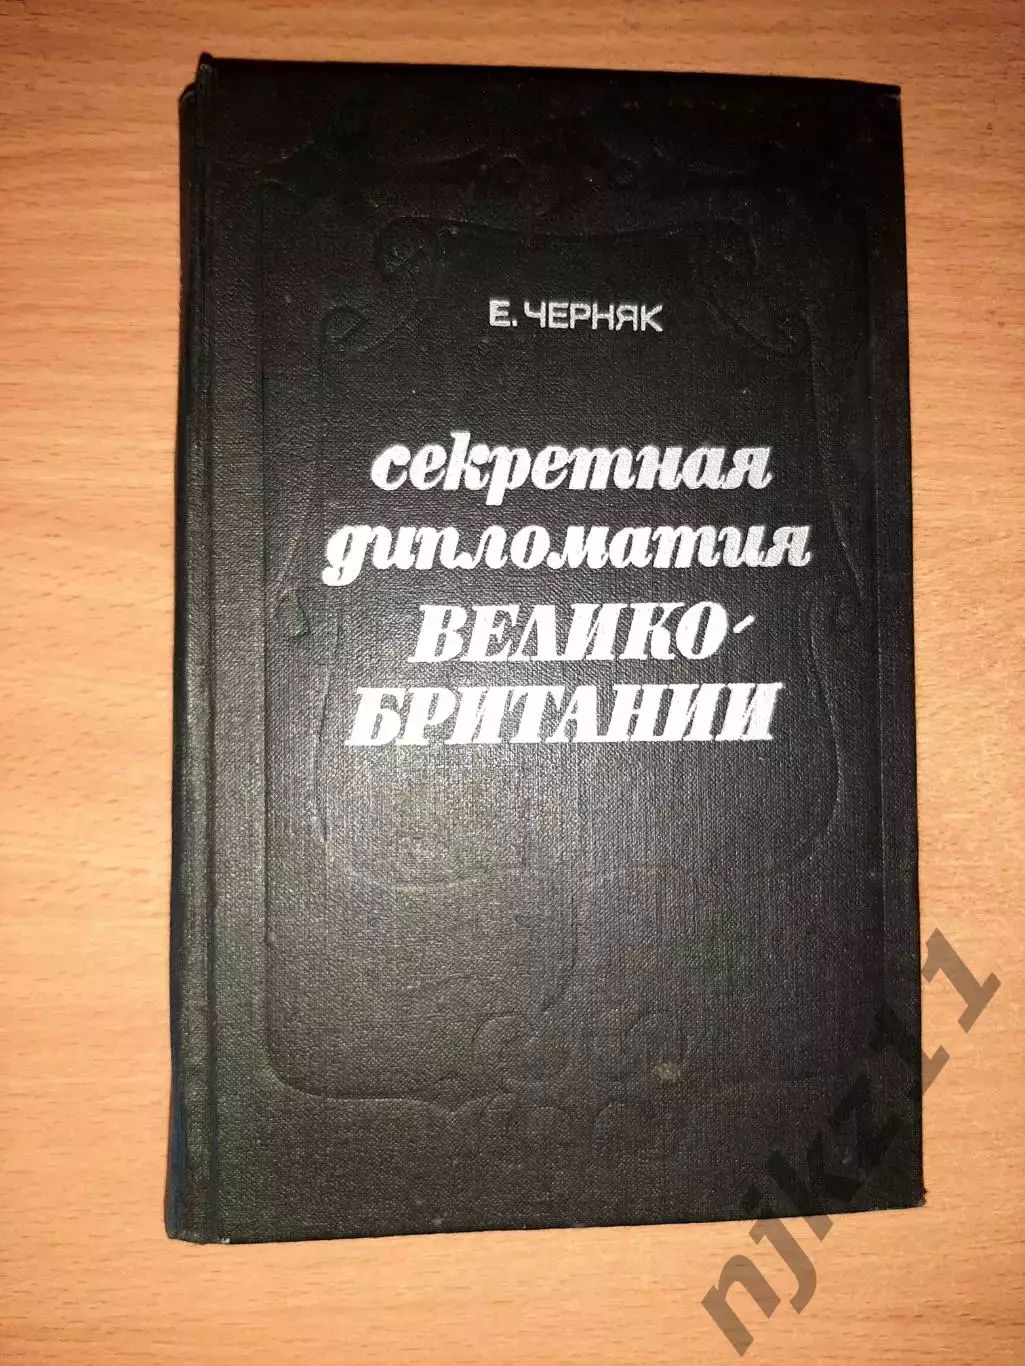 Е. ЧЕРНЯК
секретная
дипломатия
ВЕЛИКО-
БРИТАНИИ
njkz11